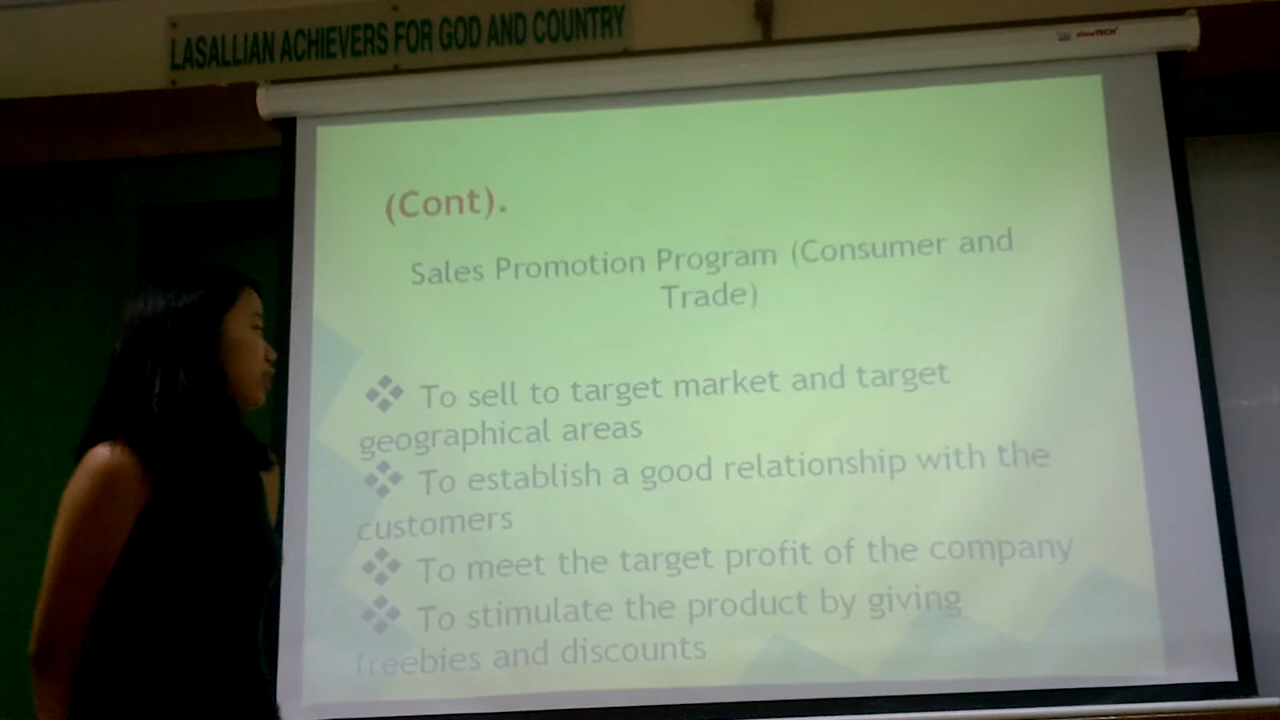 LASALLIAN ACHIEVERS FOR GOD AND COUNTRY
viewTECH
(Cont).
Sales Promotion Program (Consumer and
Trade)
❖ To sell to target market and target
geographical areas
❖ To establish a good relationship with the
customers
❖ To meet the target profit of the company
❖ To stimulate the product by giving
freebies and discounts